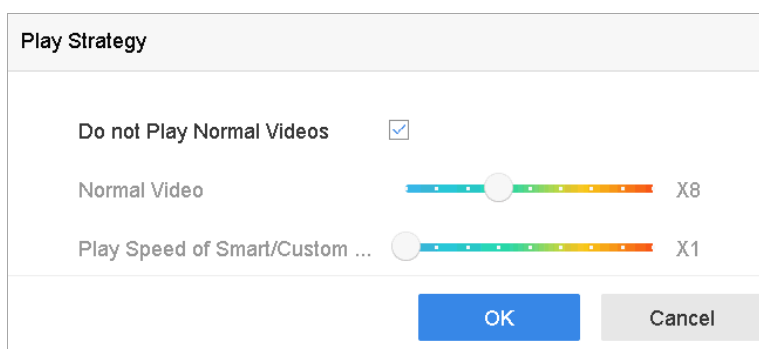 Play Strategy
Do not Play Normal Videos
Normal Video X8
Play Speed of Smart/Custom ... X1
OK Cancel